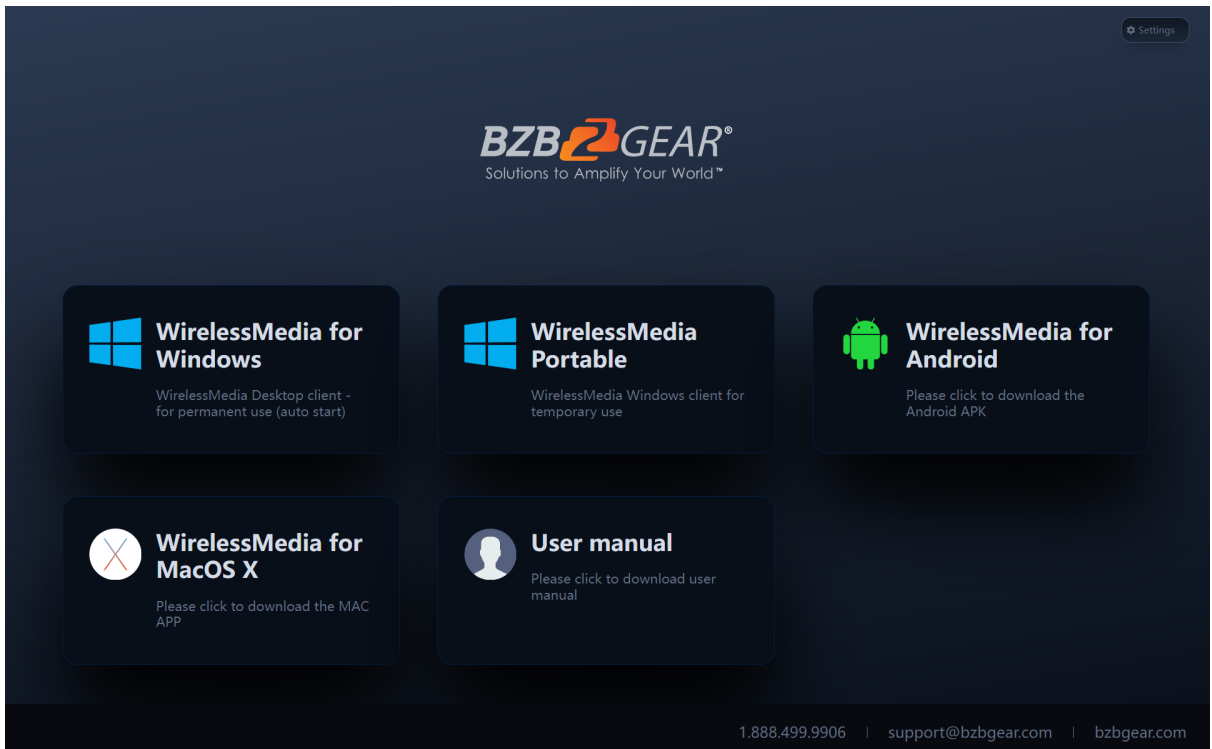 Settings
BZBGEAR®
Solutions to Amplify Your World™
WirelessMedia for
Windows
WirelessMedia Desktop client -
for permanent use (auto start)
WirelessMedia
Portable
WirelessMedia Windows client for
temporary use
WirelessMedia for
Android
Please click to download the
Android APK
WirelessMedia for
MacOS X
Please click to download the MAC
APP
User manual
Please click to download user
manual
1.888.499.9906 | support@bzbgear.com | bzbgear.com